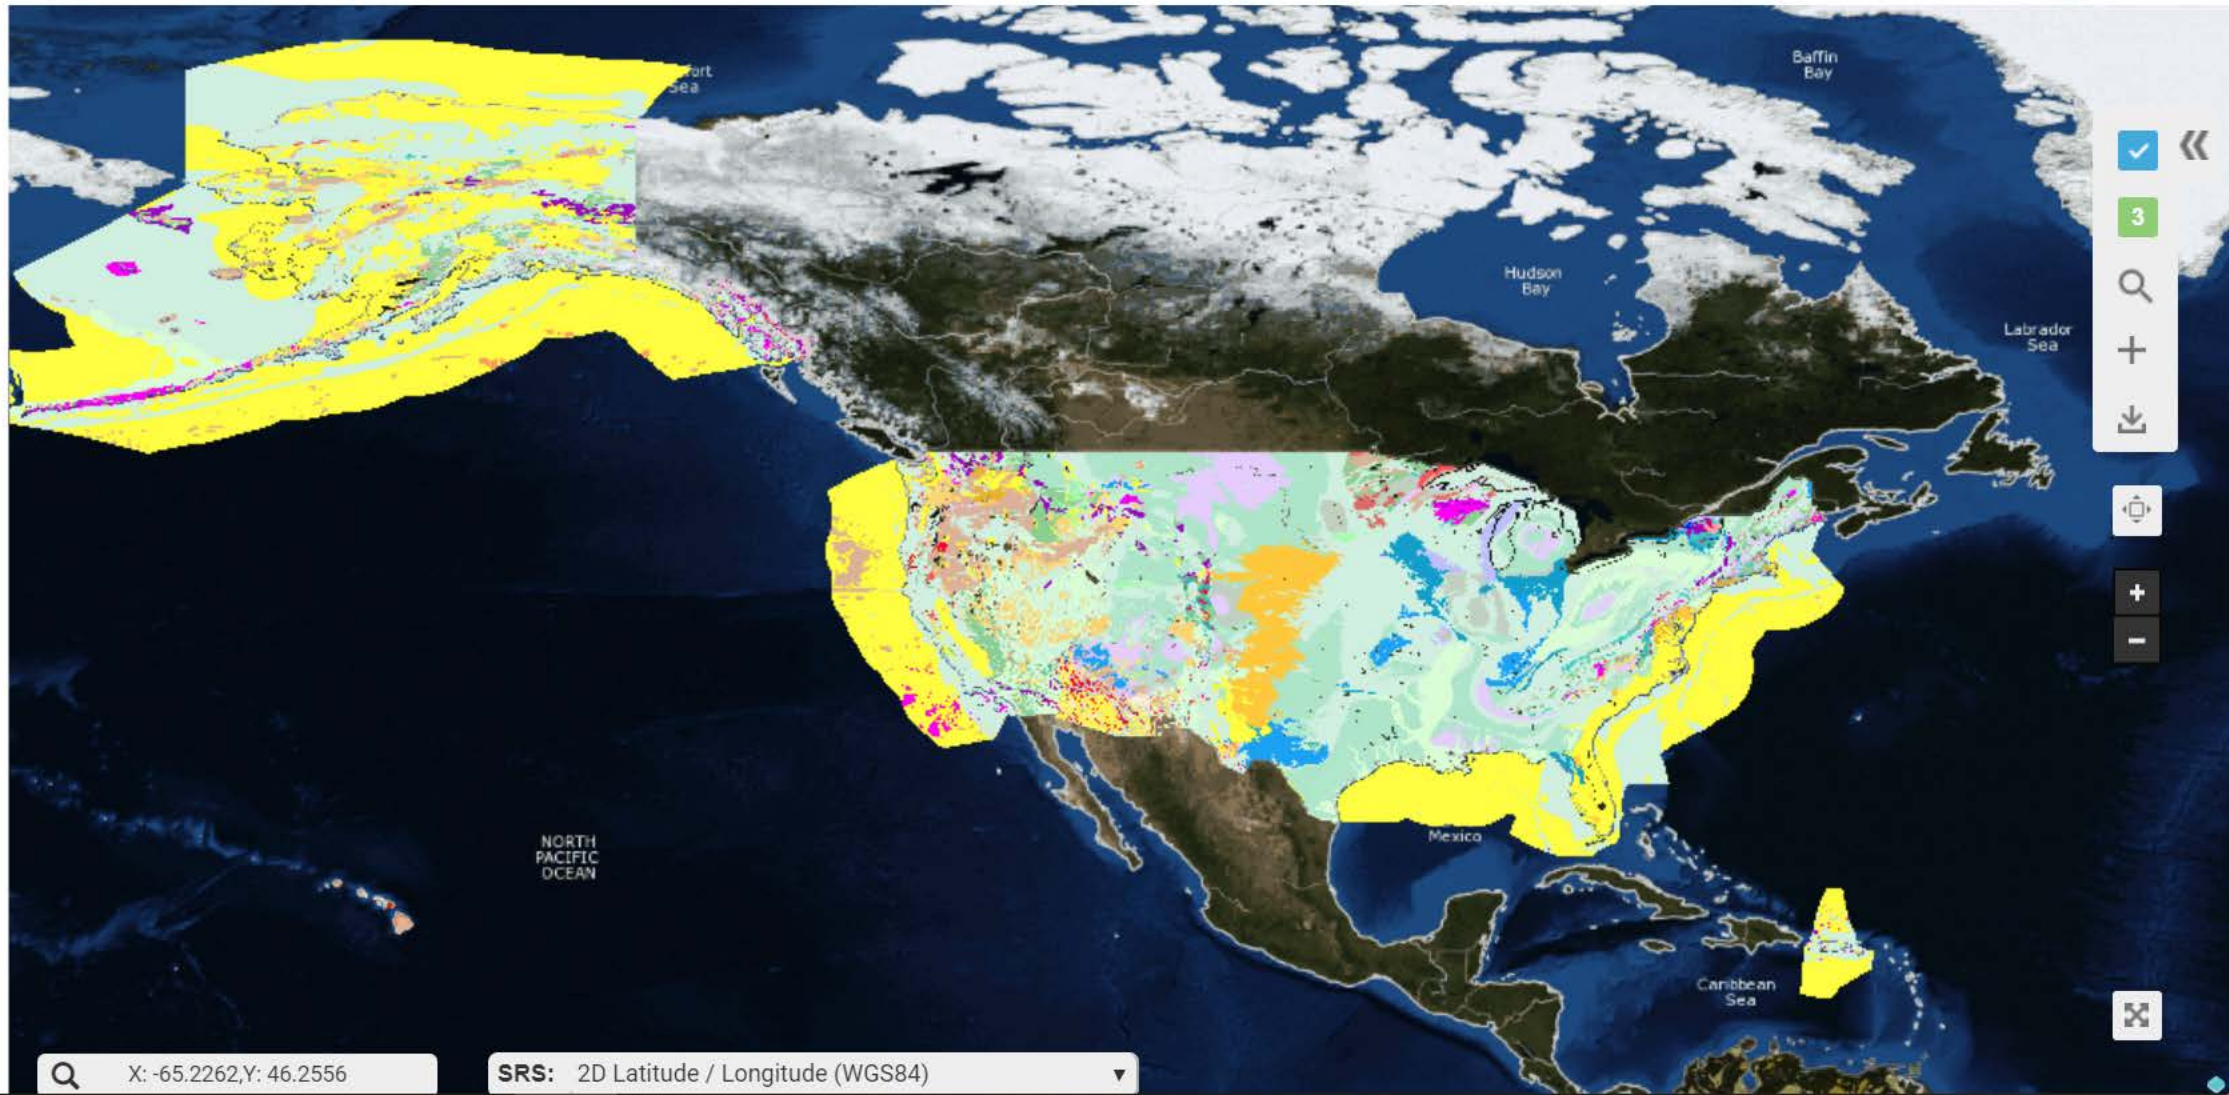 Baffin
Bay
fort
Sea
3
Hudson
Bay
Labrador
Sea
+
−
NORTH
PACIFIC
OCEAN
Mexico
Caribbean
Sea
X: -65.2262,Y: 46.2556
SRS: 2D Latitude / Longitude (WGS84)